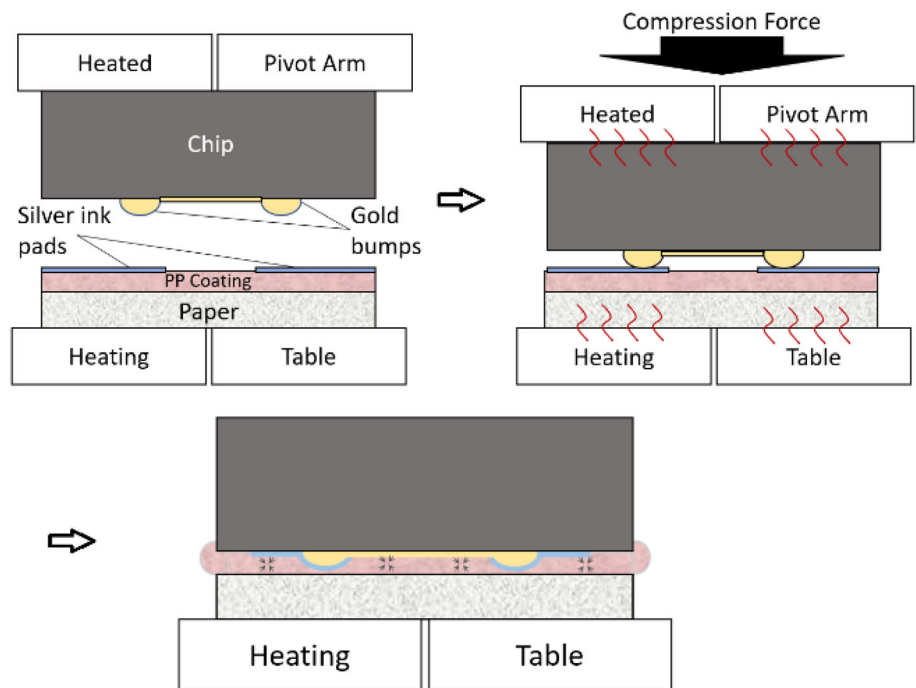 Heated
Pivot Arm
Chip
Silver ink
pads
Gold
bumps
PP Coating
Paper
Heating
Table
Compression Force
Heated
Pivot Arm
Heating
Table
Heating
Table